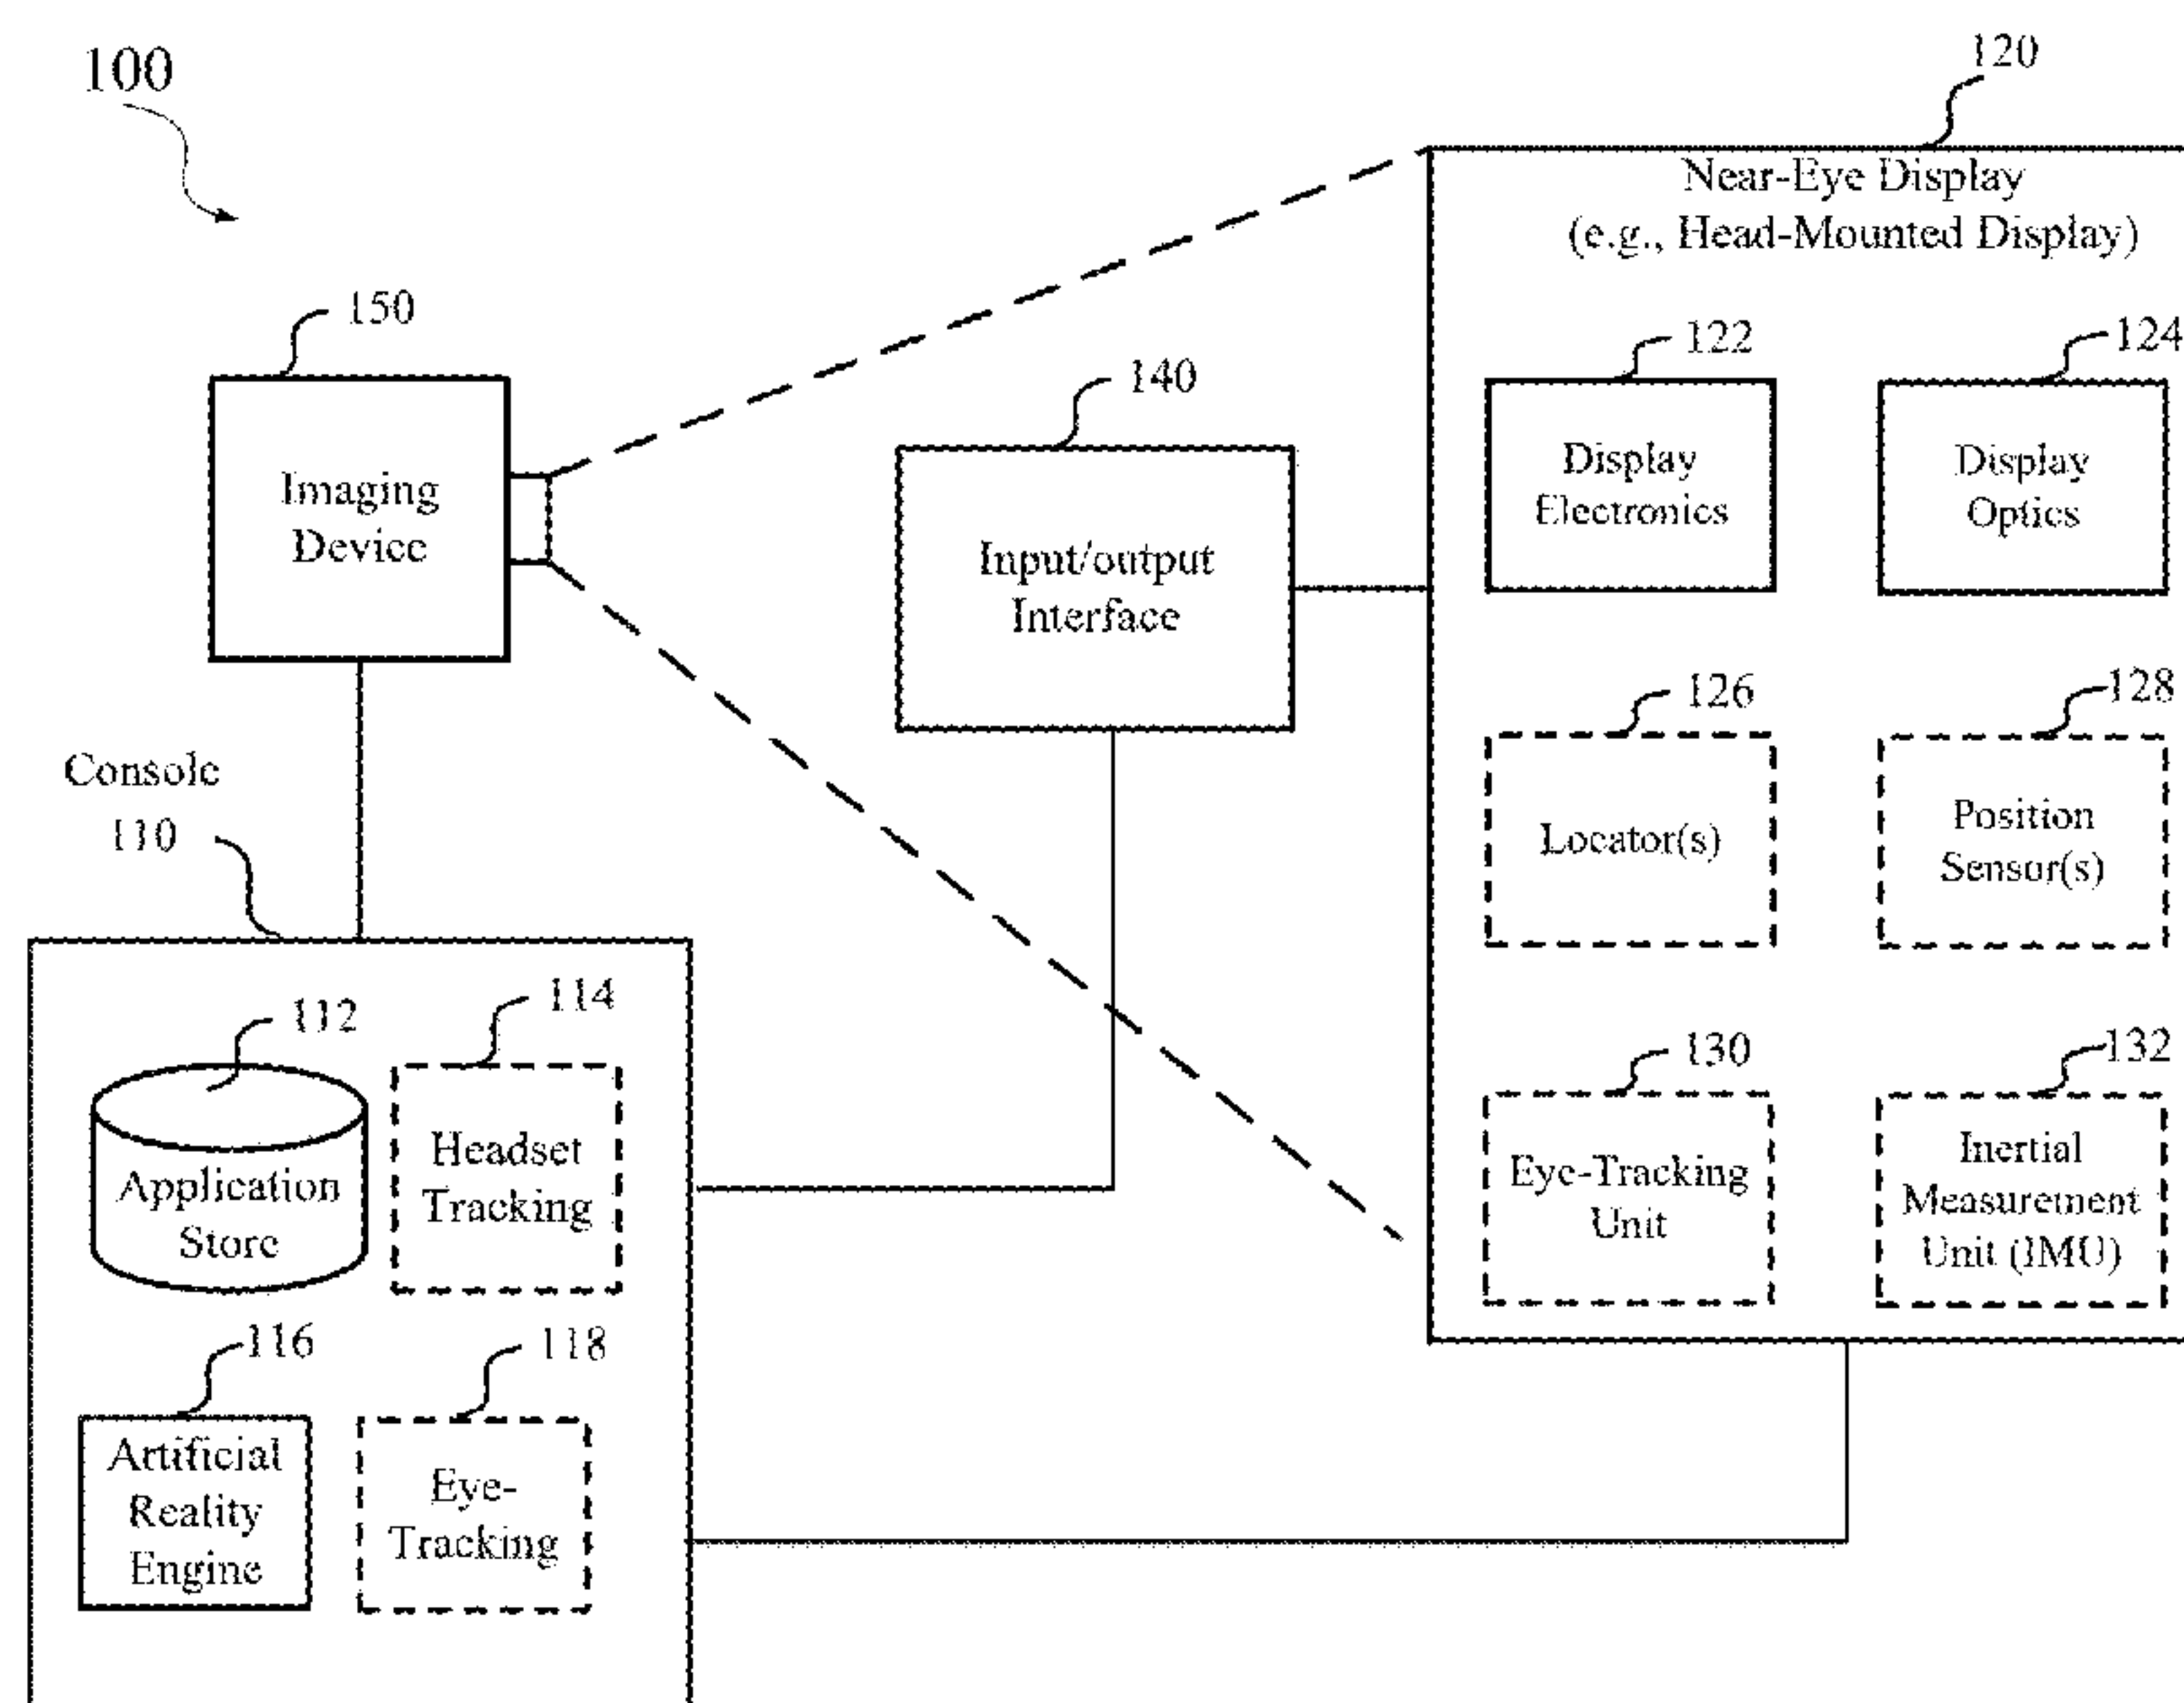 100
120
Near-Eye Display
(e.g., Head-Mounted Display)
150
140
122
124
Imaging
Device
Input/output
Interface
Display
Electronics
Display
Optics
126
128
Console
110
Locator(s)
Position
Sensor(s)
112
114
130
132
Application
Store
Headset
Tracking
Eye-Tracking
Unit
Inertial
Measurement
Unit (IMU)
116
118
Artificial
Reality
Engine
Eye-
Tracking